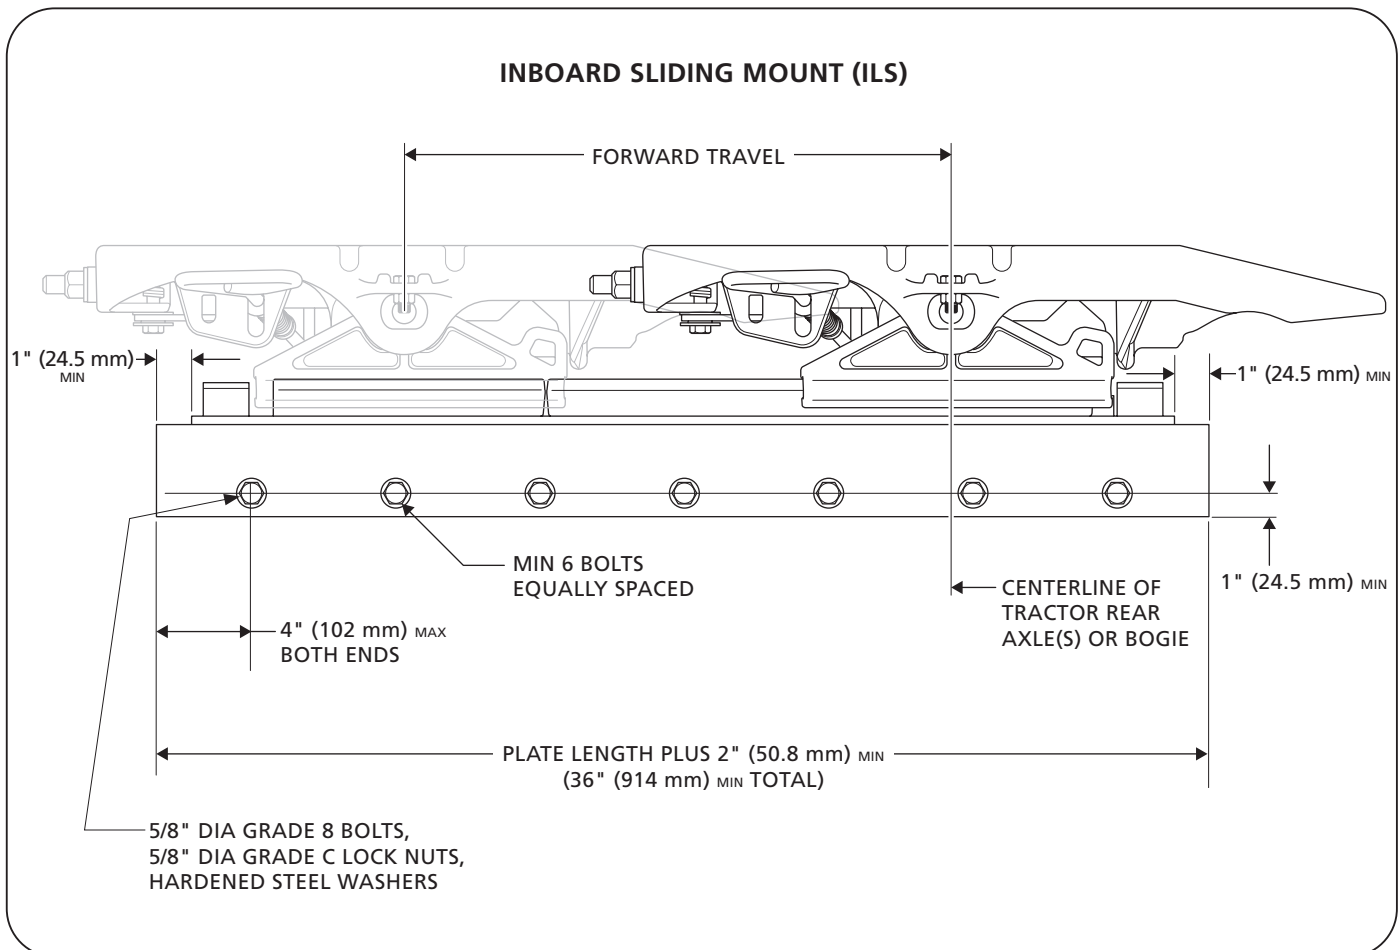 INBOARD SLIDING MOUNT (ILS)
FORWARD TRAVEL
1" (24.5 mm)
MIN
1" (24.5 mm) MIN
MIN 6 BOLTS
EQUALLY SPACED
CENTERLINE OF
TRACTOR REAR
AXLE(S) OR BOGIE
1" (24.5 mm) MIN
4" (102 mm) MAX
BOTH ENDS
PLATE LENGTH PLUS 2" (50.8 mm) MIN
(36" (914 mm) MIN TOTAL)
5/8" DIA GRADE 8 BOLTS,
5/8" DIA GRADE C LOCK NUTS,
HARDENED STEEL WASHERS